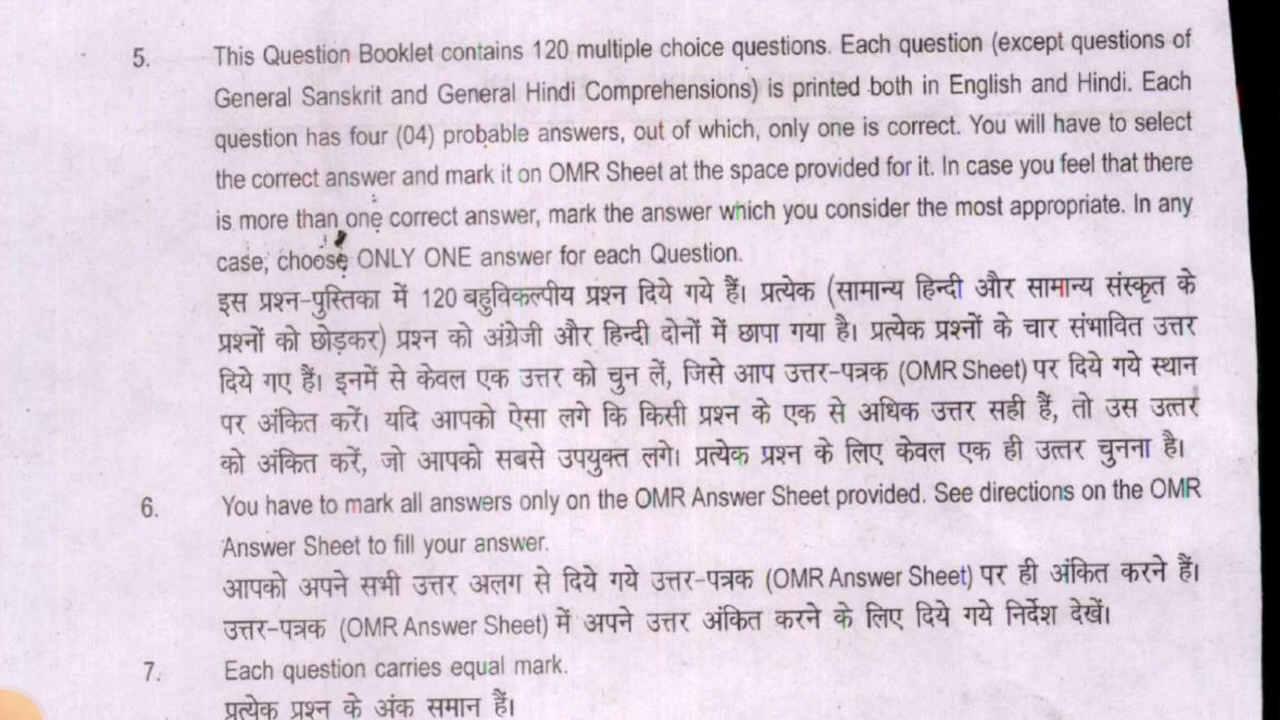 5. This Question Booklet contains 120 multiple choice questions. Each question (except questions of
General Sanskrit and General Hindi Comprehensions) is printed both in English and Hindi. Each
question has four (04) probable answers, out of which, only one is correct. You will have to select
the correct answer and mark it on OMR Sheet at the space provided for it. In case you feel that there
is more than one correct answer, mark the answer which you consider the most appropriate. In any
case, choose ONLY ONE answer for each Question.
इस प्रश्न-पुस्तिका में 120 बहुविकल्पीय प्रश्न दिये गये हैं। प्रत्येक (सामान्य हिन्दी और सामान्य संस्कृत के
प्रश्नों को छोड़कर) प्रश्न को अंग्रेजी और हिन्दी दोनों में छापा गया है। प्रत्येक प्रश्नों के चार संभावित उत्तर
दिये गए हैं। इनमें से केवल एक उत्तर को चुन लें, जिसे आप उत्तर-पत्रक (OMR Sheet) पर दिये गये स्थान
पर अंकित करें। यदि आपको ऐसा लगे कि किसी प्रश्न के एक से अधिक उत्तर सही हैं, तो उस उत्तर
को अंकित करें, जो आपको सबसे उपयुक्त लगे। प्रत्येक प्रश्न के लिए केवल एक ही उत्तर चुनना है।
6. You have to mark all answers only on the OMR Answer Sheet provided. See directions on the OMR
Answer Sheet to fill your answer.
आपको अपने सभी उत्तर अलग से दिये गये उत्तर-पत्रक (OMR Answer Sheet) पर ही अंकित करने हैं।
उत्तर-पत्रक (OMR Answer Sheet) में अपने उत्तर अंकित करने के लिए दिये गये निर्देश देखें।
7. Each question carries equal mark.
प्रत्येक प्रश्न के अंक समान हैं।